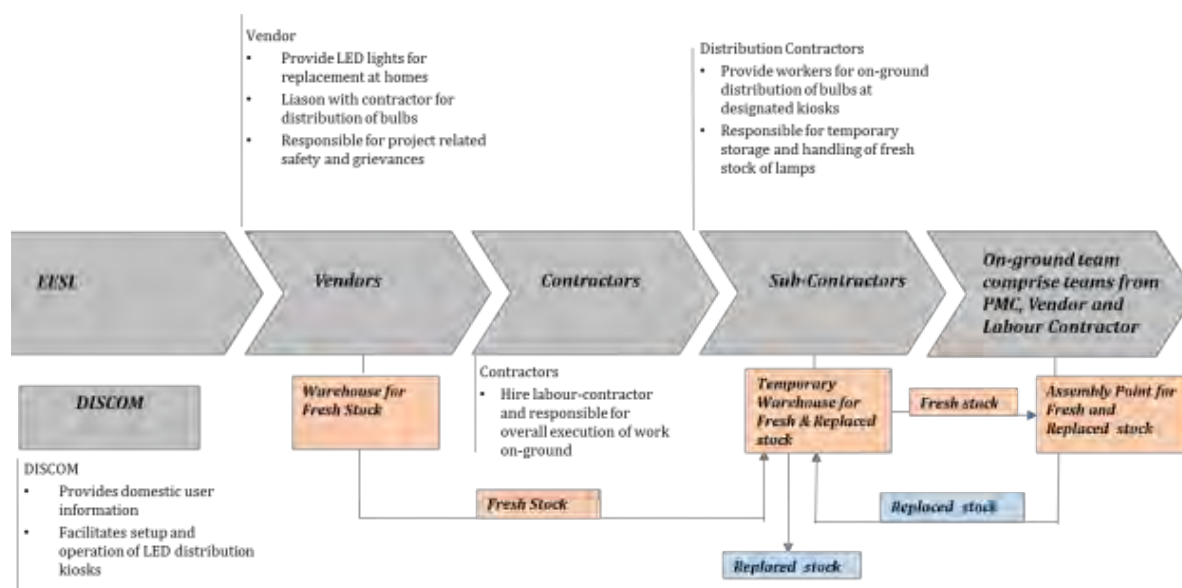 Vendor
• Provide LED lights for
replacement at homes
• Liason with contractor for
distribution of bulbs
• Responsible for project related
safety and grievances
Distribution Contractors
• Provide workers for on-ground
distribution of bulbs at
designated kiosks
• Responsible for temporary
storage and handling of fresh
stock of lamps
EESL
Vendors
Contractors
Sub-Contractors
On-ground team
comprise teams from
PMC, Vendor and
Labour Contractor
DISCOM
Warehouse for
Fresh Stock
Contractors
• Hire labour-contractor
and responsible for
overall execution of work
on-ground
Temporary
Warehouse for
Fresh & Replaced
stock
Fresh stock
Assembly Point for
Fresh and
Replaced stock
DISCOM
• Provides domestic user
information
• Facilitates setup and
operation of LED distribution
kiosks
Fresh Stock
Replaced stock
Replaced stock